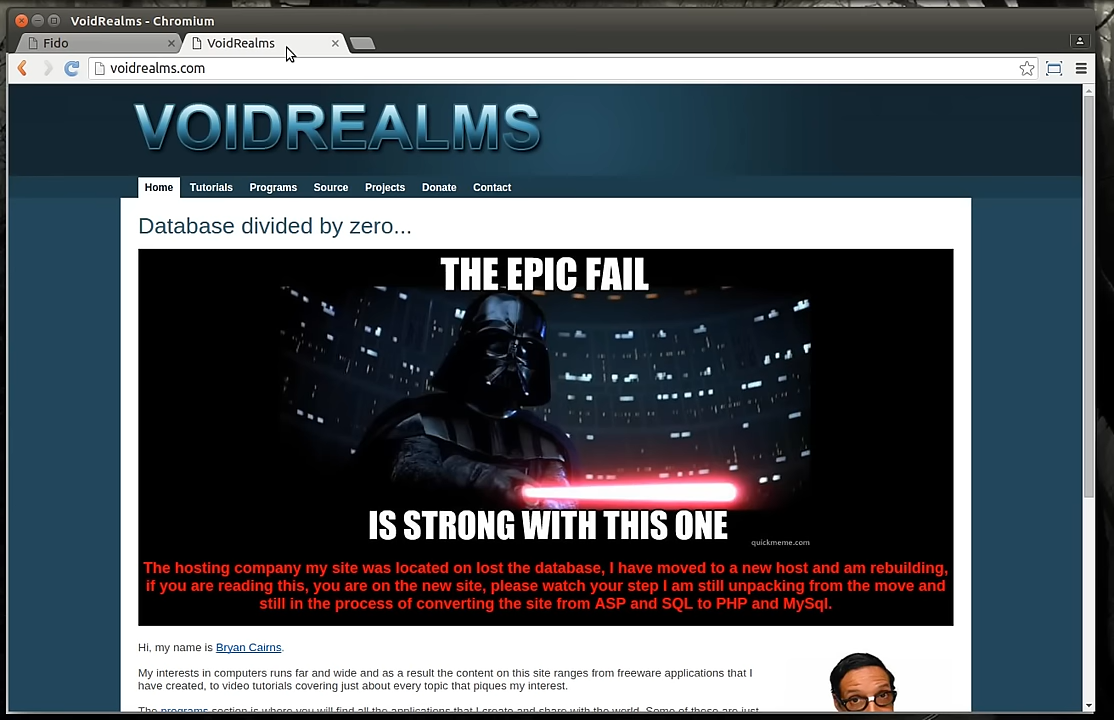 VoidRealms - Chromium
Fido
VoidRealms
voidrealms.com
VOIDREALMS
Home Tutorials Programs Source Projects Donate Contact
Database divided by zero...
THE EPIC FAIL
IS STRONG WITH THIS ONE
quickmeme.com
The hosting company my site was located on lost the database, I have moved to a new host and am rebuilding,
if you are reading this, you are on the new site, please watch your step I am still unpacking from the move and
still in the process of converting the site from ASP and SQL to PHP and MySql.
Hi, my name is Bryan Cairns.
My interests in computers runs far and wide and as a result the content on this site ranges from freeware applications that I
have created, to video tutorials covering just about every topic that piques my interest.
The programs section is where you will find all the applications that I create and share with the world. Some of these are just